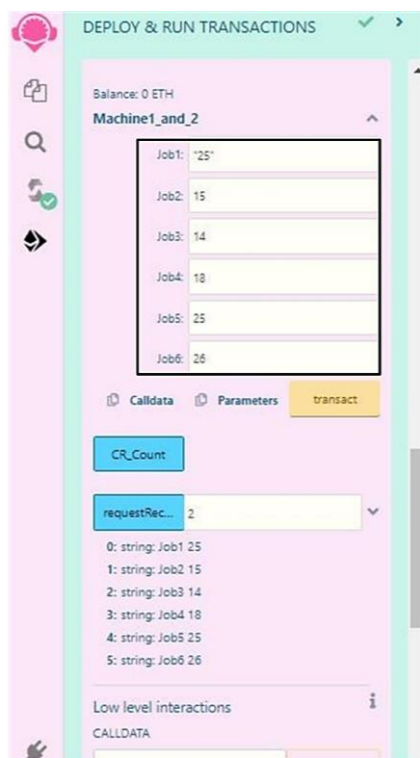 DEPLOY & RUN TRANSACTIONS
Balance: 0 ETH
Machine1_and_2
Job1: "25"
Job2: 15
Job3: 14
Job4: 18
Job5: 25
Job6: 26
Calldata Parameters transact
CR_Count
requestRec... 2
0: string: Job1 25
1: string: Job2 15
2: string: Job3 14
3: string: Job4 18
4: string: Job5 25
5: string: Job6 26
Low level interactions i
CALLDATA